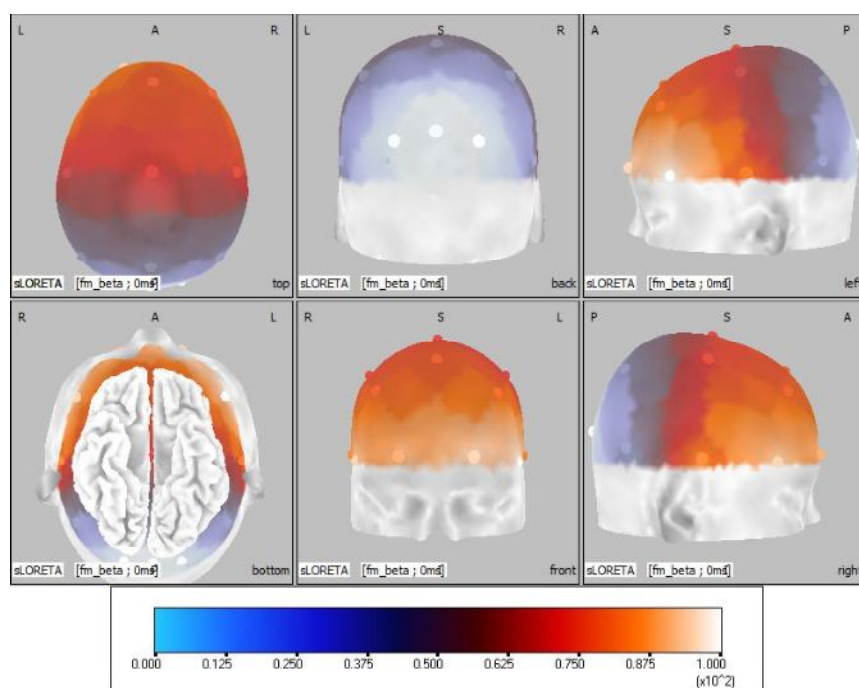 L A R
sLORETA [fm_beta ; 0ms] top
L S R
sLORETA [fm_beta ; 0ms] back
A S P
sLORETA [fm_beta ; 0ms] left
R A L
sLORETA [fm_beta ; 0ms] bottom
R S L
sLORETA [fm_beta ; 0ms] front
P S A
sLORETA [fm_beta ; 0ms] right
0.000 0.125 0.250 0.375 0.500 0.625 0.750 0.875 1.000
(x10^2)